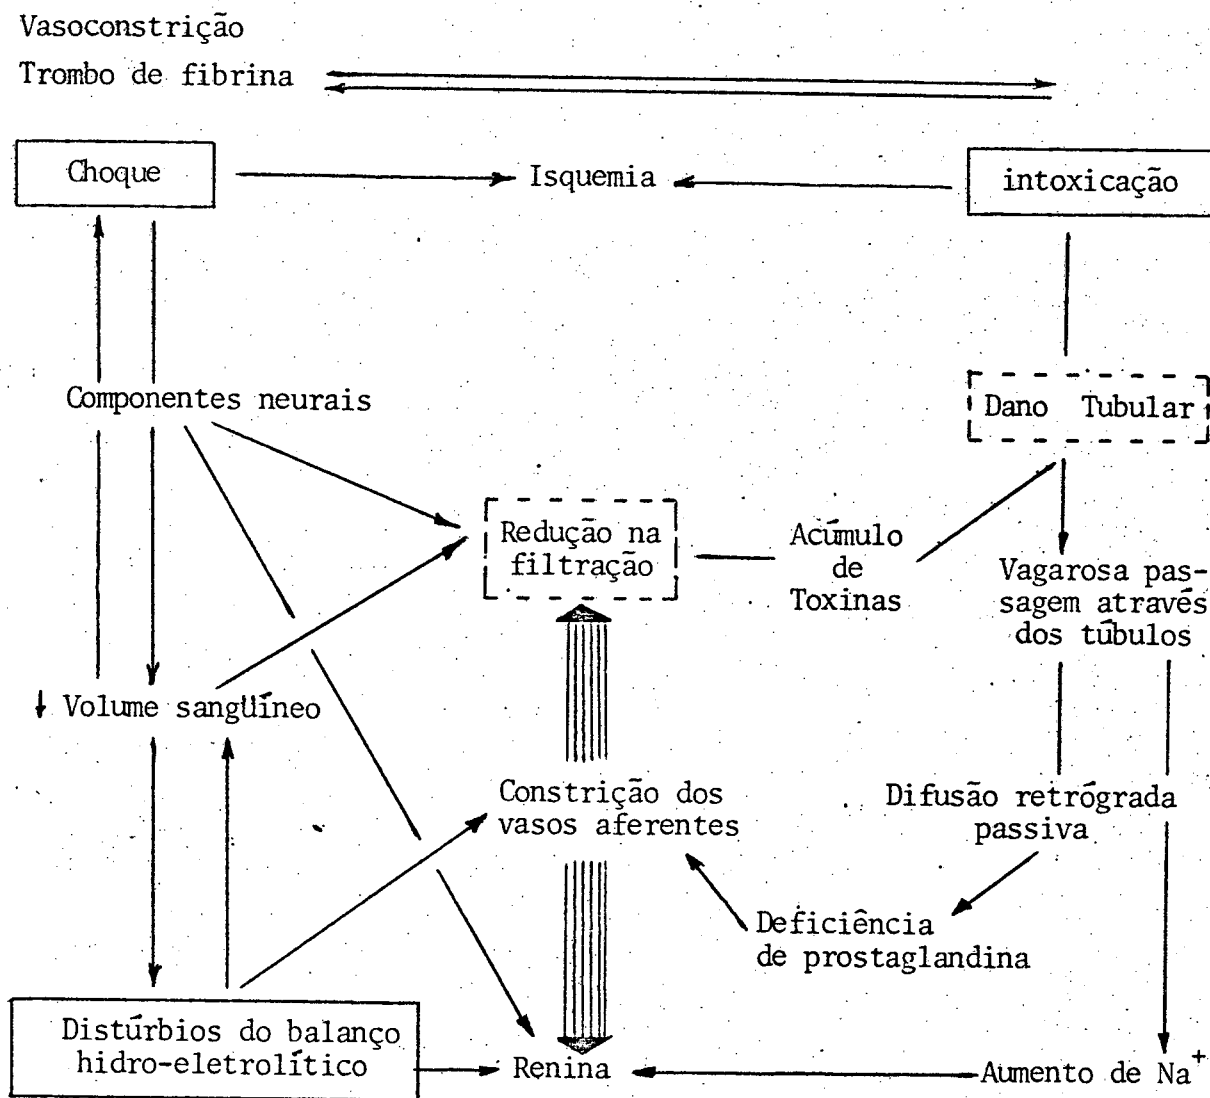 Vasoconstrição
Trombo de fibrina
Choque
Isquemia
intoxicação
Componentes neurais
Dano Tubular
Redução na
filtração
Acúmulo
de
Toxinas
Vagarosa pas-
sagem através
dos túbulos
↓ Volume sangüíneo
Constrição dos
vasos aferentes
Difusão retrógrada
passiva
Deficiência
de prostaglandina
Distúrbios do balanço
hidro-eletrolítico
Renina
Aumento de Na+